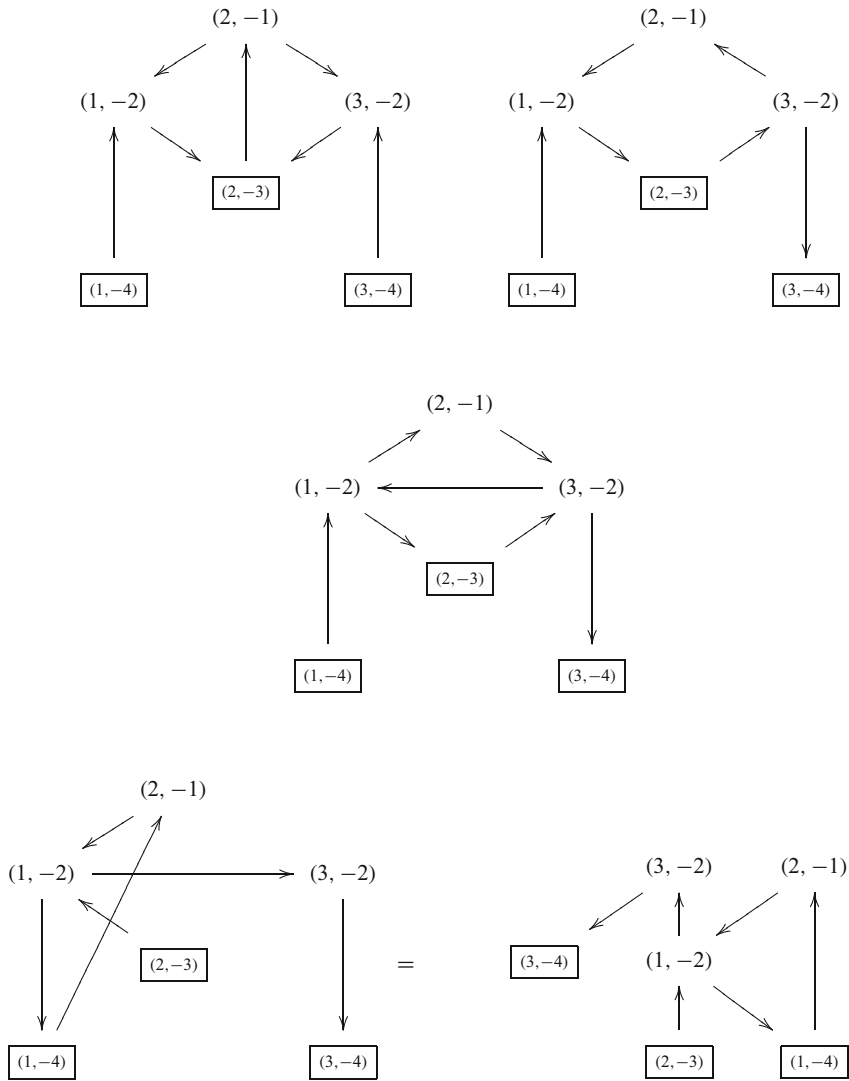 (2, −1) (2, −1)
(1, −2) (3, −2) (1, −2) (3, −2)
(2,−3) (2,−3)
(1,−4) (3,−4) (1,−4) (3,−4)
(2, −1)
(1, −2) (3, −2)
(2,−3)
(1,−4) (3,−4)
(2, −1)
(1, −2) (3, −2)
(2,−3)
(1,−4) (3,−4)
=
(3, −2) (2, −1)
(3,−4) (1, −2)
(2,−3) (1,−4)